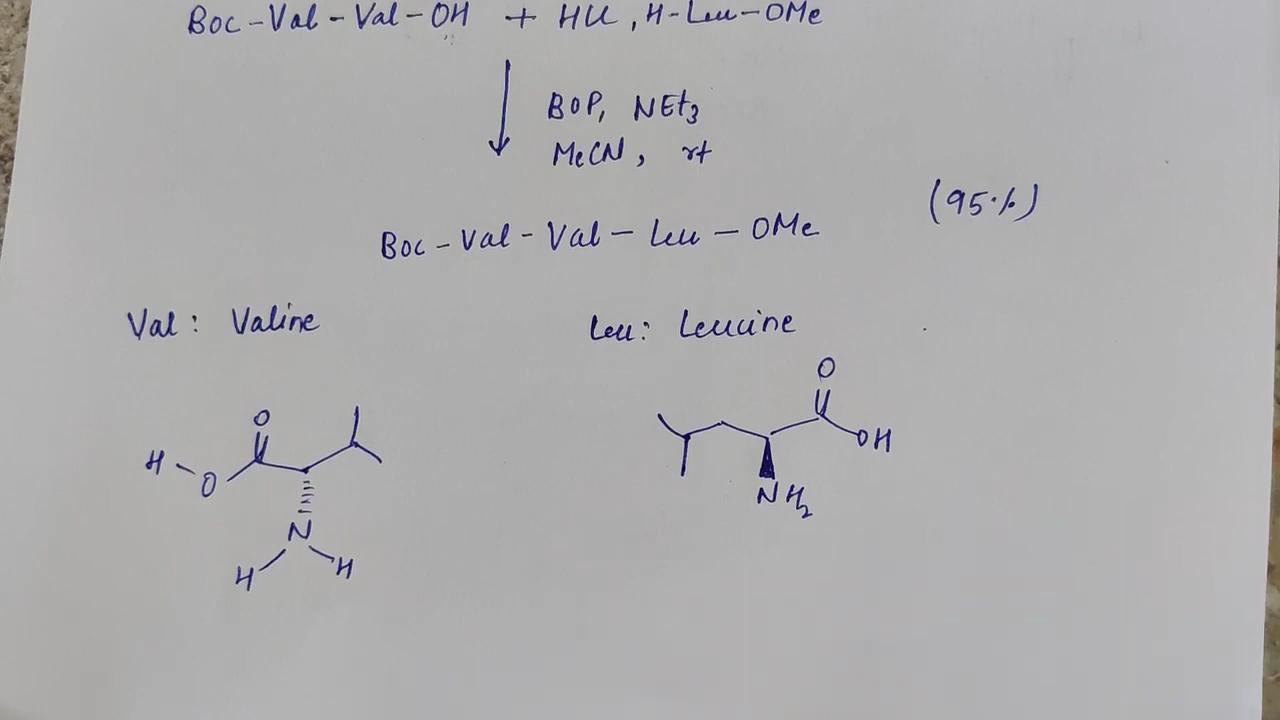 Boc-Val-Val-OH + HCl, H-Leu-OMe
BOP, NEt3
MeCN, rt
(95%)
Boc-Val-Val-Leu-OMe
Val: Valine
Leu: Leucine
O
H
O
N
H
H
O
OH
NH2